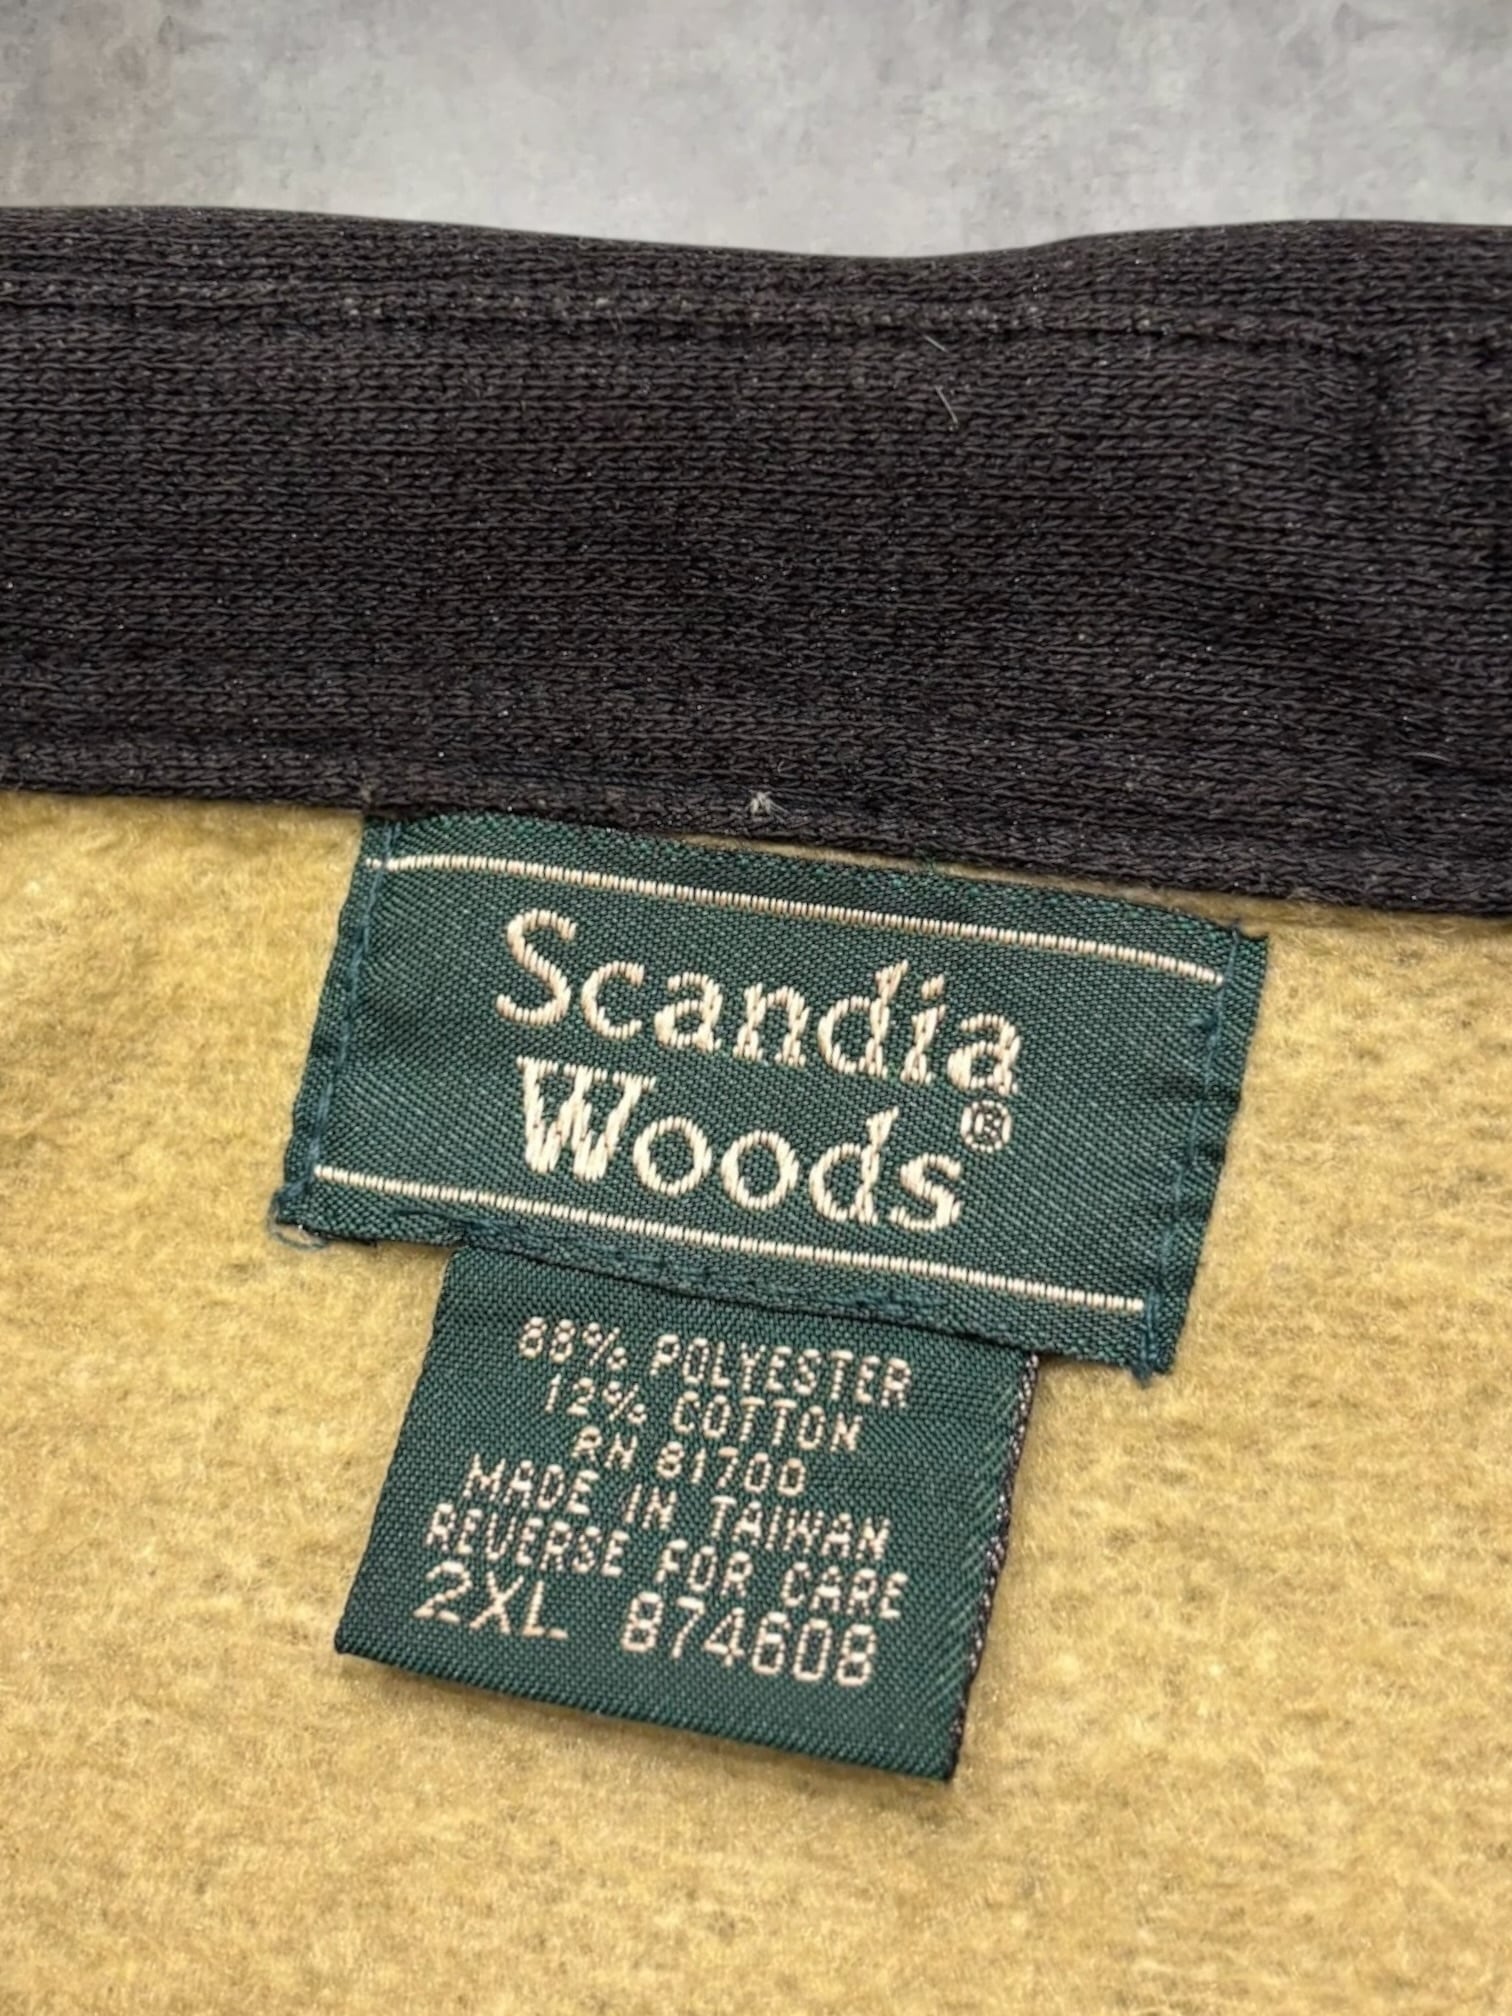 Scandia
Woods®
88% POLYESTER
12% COTTON
RN 81700
MADE IN TAIWAN
REVERSE FOR CARE
2XL 874608